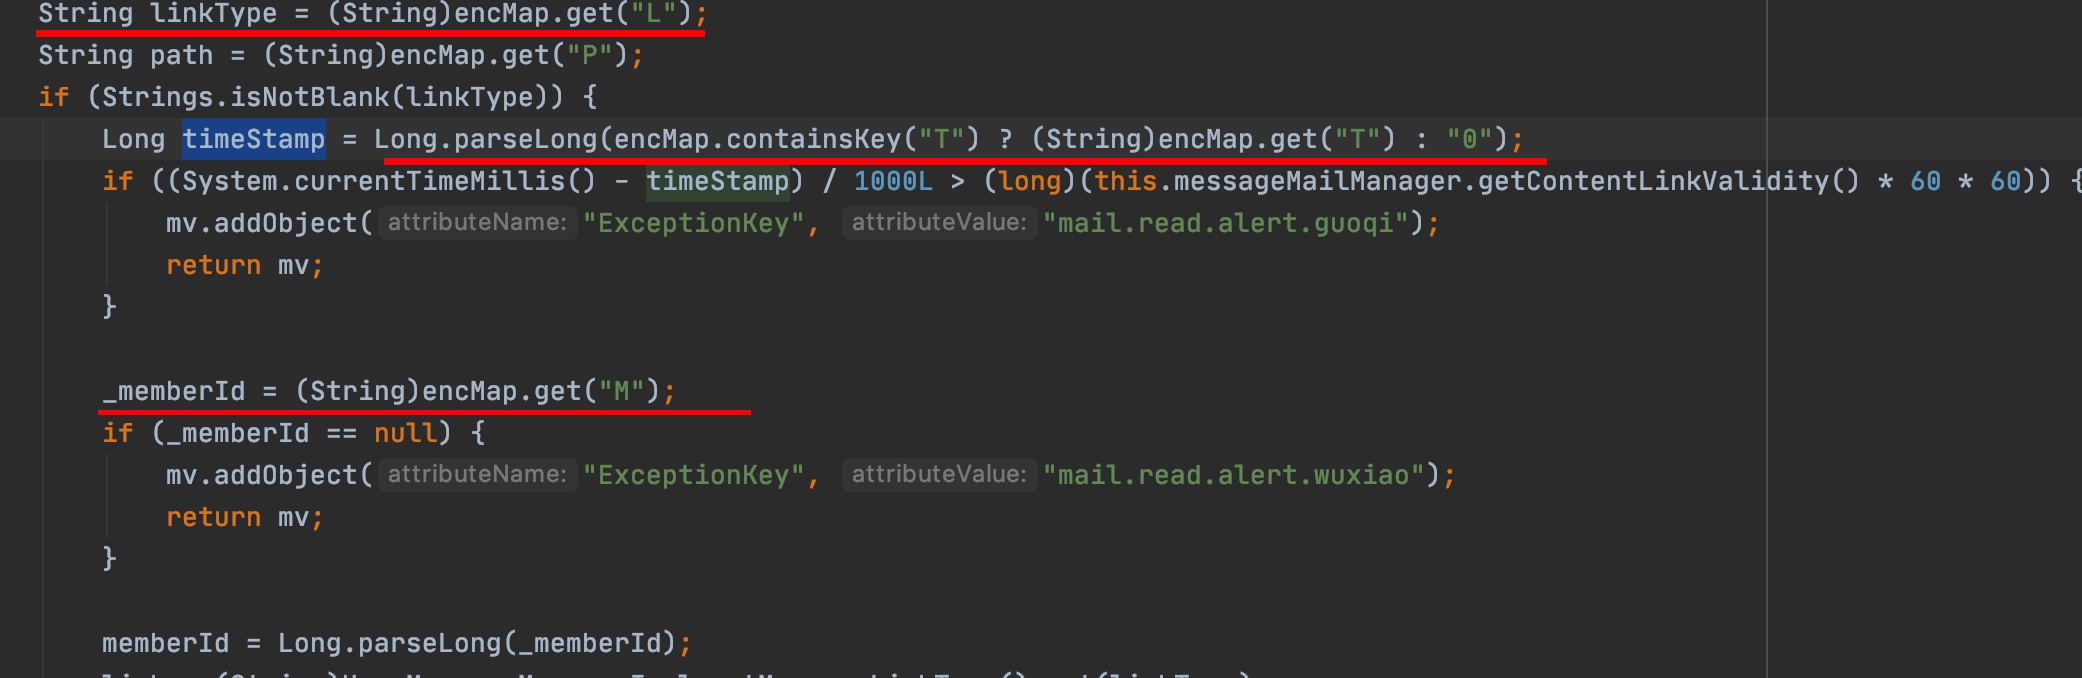 String linkType = (String)encMap.get("L");
String path = (String)encMap.get("P");
if (Strings.isNotBlank(linkType)) {
Long timeStamp = Long.parseLong(encMap.containsKey("T") ? (String)encMap.get("T") : "0");
if ((System.currentTimeMillis() - timeStamp) / 1000L > (long)(this.messageMailManager.getContentLinkValidity() * 60 * 60)) {
mv.addObject( attributeName: "ExceptionKey", attributeValue: "mail.read.alert.guoqi");
return mv;
}
_memberId = (String)encMap.get("M");
if (_memberId == null) {
mv.addObject( attributeName: "ExceptionKey", attributeValue: "mail.read.alert.wuxiao");
return mv;
}
memberId = Long.parseLong(_memberId);